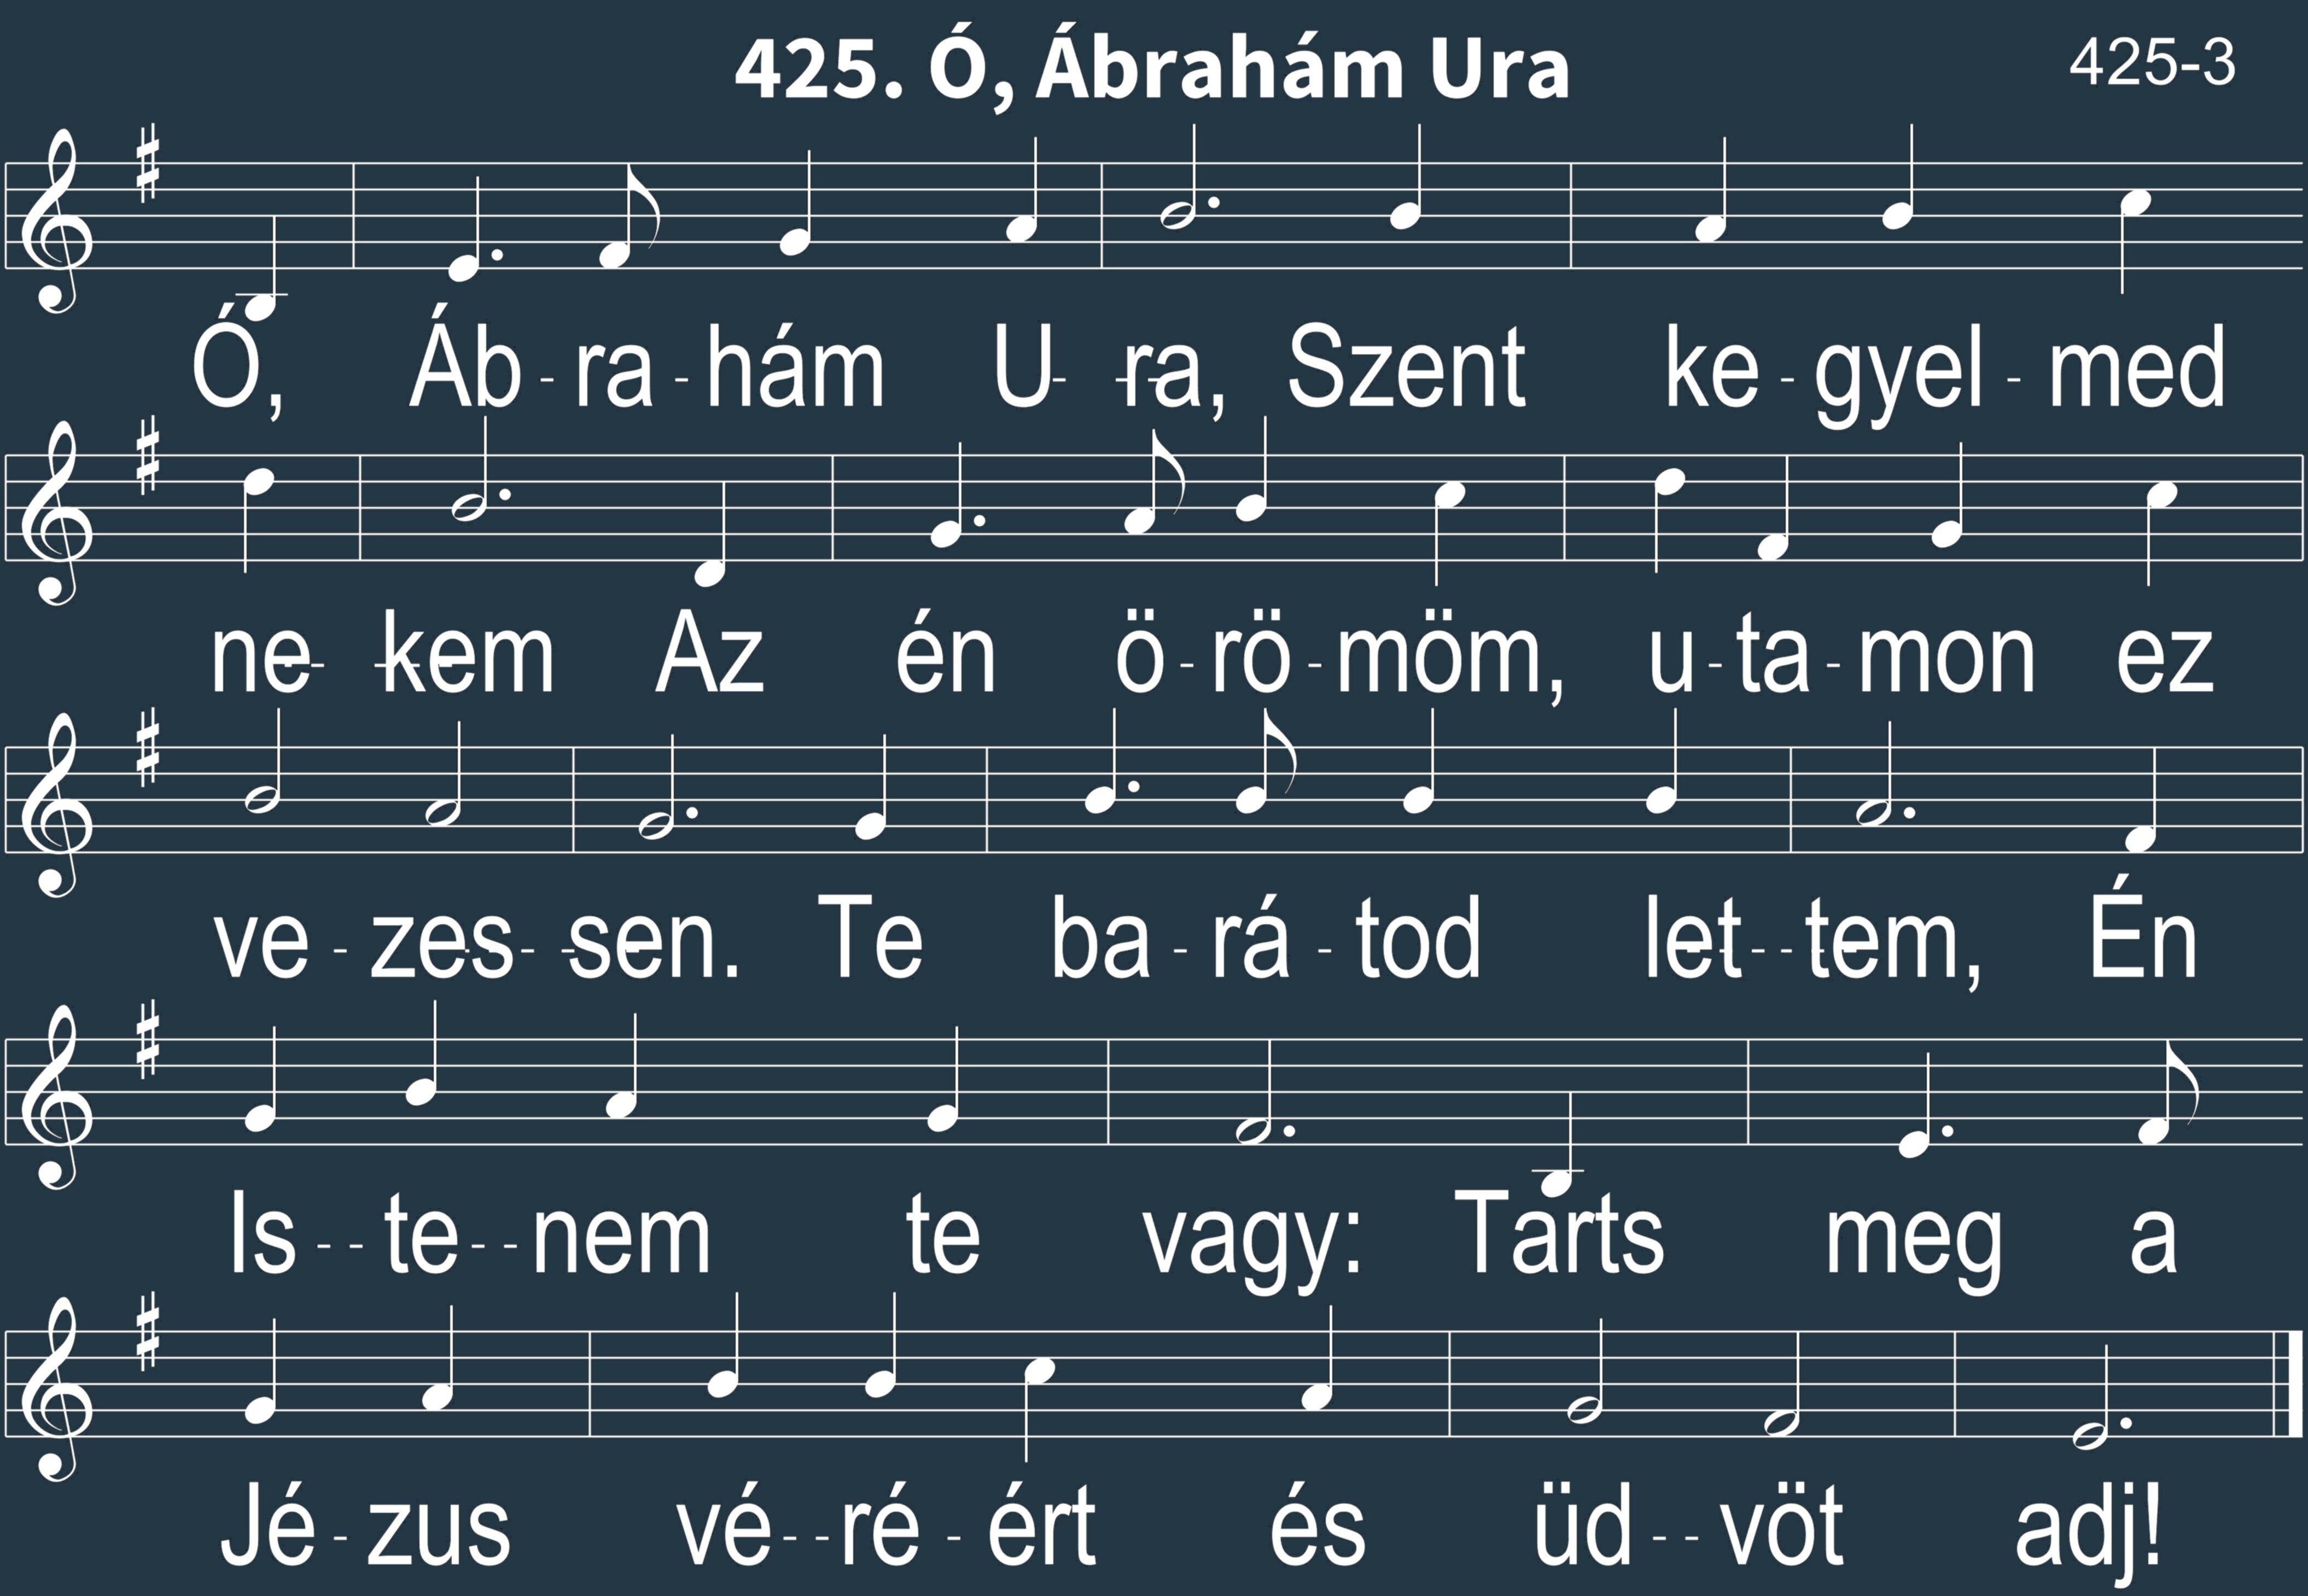 425. Ó, Ábrahám Ura
425-3
Ó, Áb-ra-hám U- -ra, Szent ke-gyel-med
ne- -kem Az én ö-rö-möm, u-ta-mon ez
ve-zes- -sen. Te ba-rá-tod let--tem, Én
Is--te--nem te vagy: Tarts meg a
Jé-zus vé--ré-ért és üd--vöt adj!